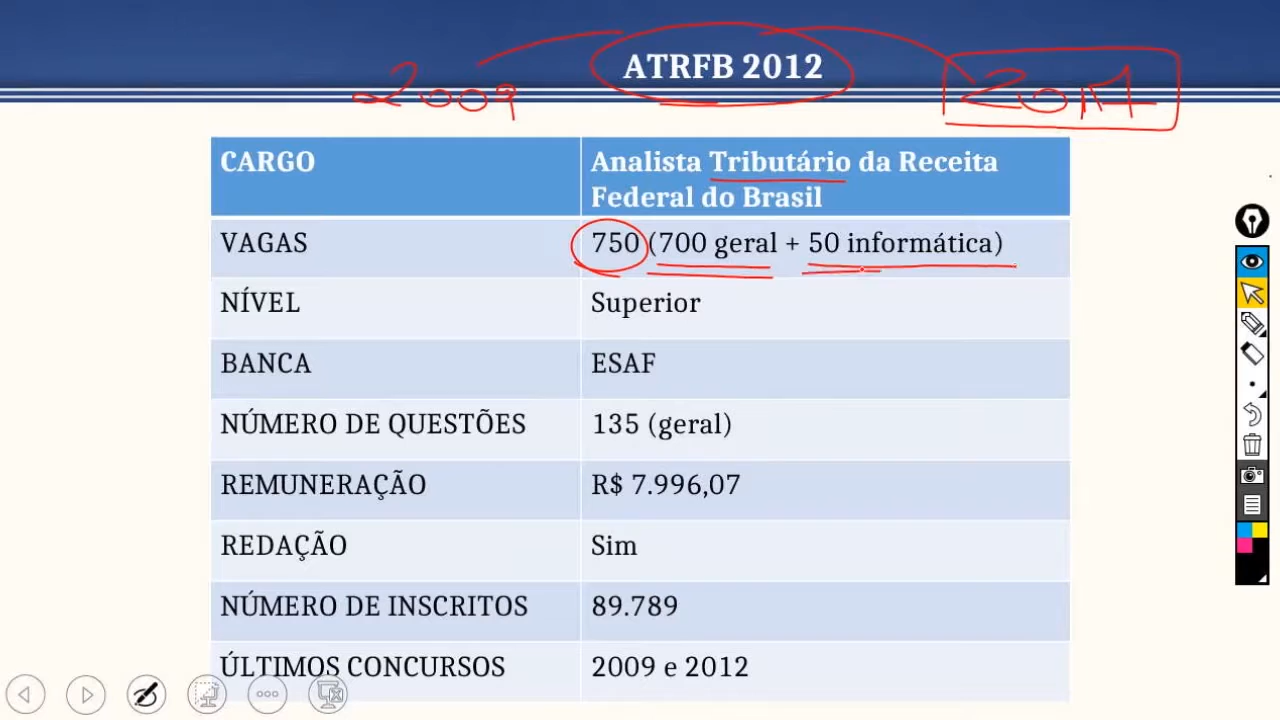 ATRFB 2012
2009
CARGO
Analista Tributário da Receita
Federal do Brasil
VAGAS
750 (700 geral + 50 informática)
NÍVEL
Superior
BANCA
ESAF
NÚMERO DE QUESTÕES
135 (geral)
REMUNERAÇÃO
R$ 7.996,07
REDAÇÃO
Sim
NÚMERO DE INSCRITOS
89.789
ÚLTIMOS CONCURSOS
2009 e 2012